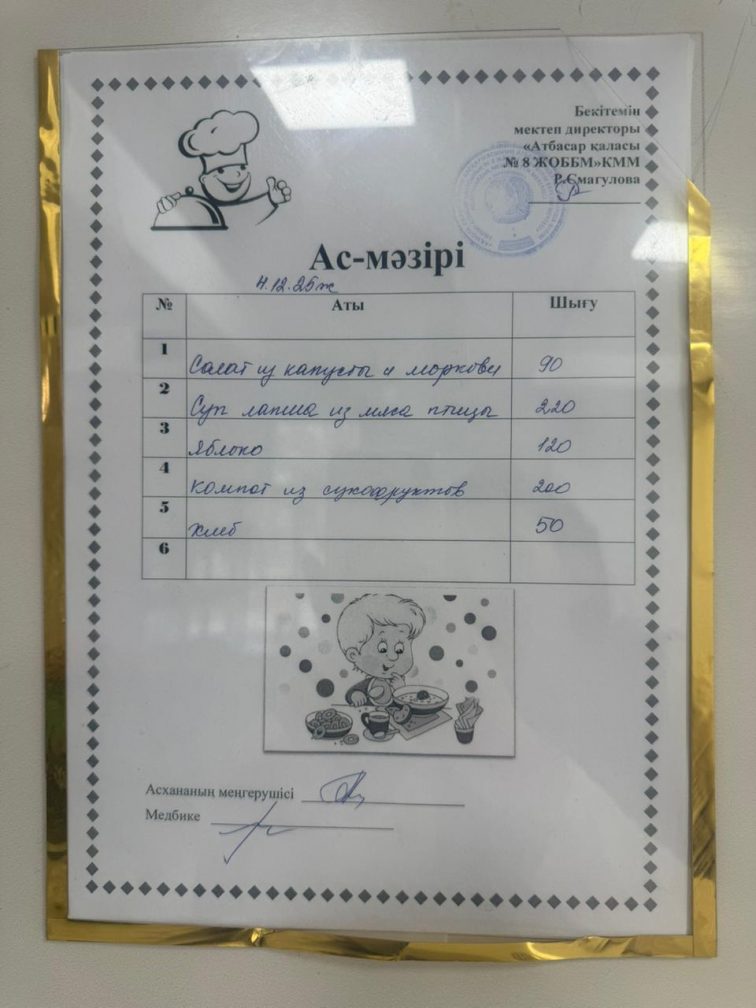 Бекітемін
мектеп директоры
«Атбасар қаласы
№ 8 ЖОББМ»КММ
Р.Смагулова
Ас-мәзірі
4.12.25ж
№ Аты Шығу
1 Салат из капусты и моркови 90
2 Суп лапша из мяса птицы 220
3 Яблоко 120
4 Компот из сухофруктов 200
5 Хлеб 50
6
Асхананың меңгерушісі
Медбике